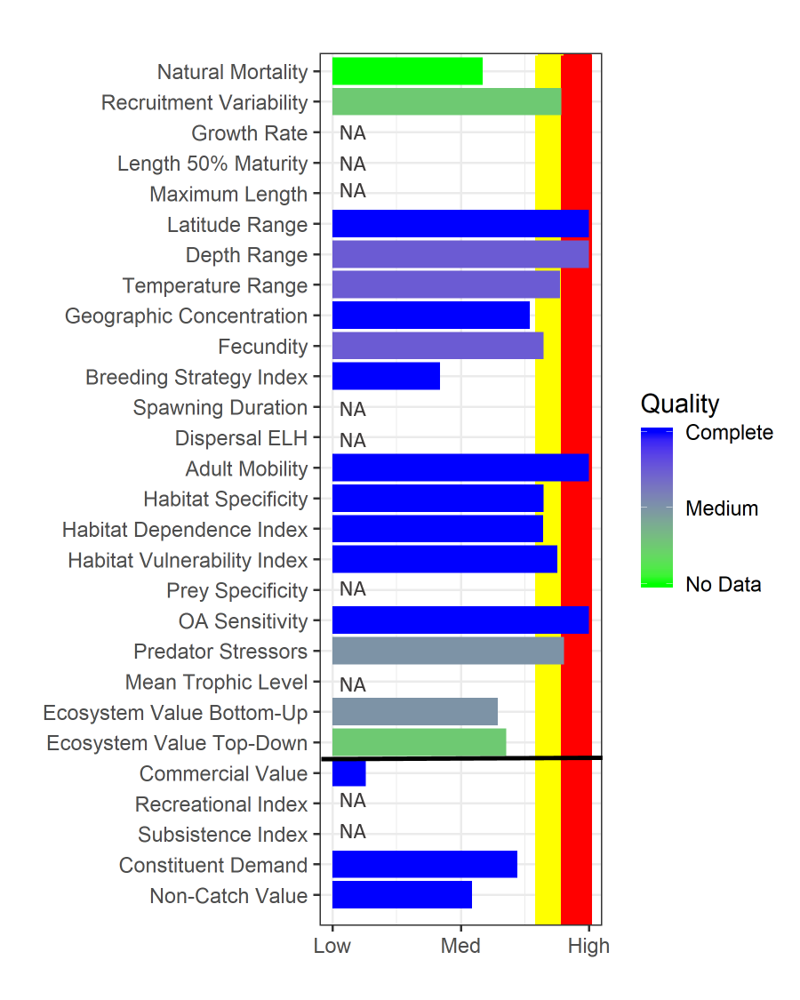 Natural Mortality
Recruitment Variability
Growth Rate NA
Length 50% Maturity NA
Maximum Length NA
Latitude Range
Depth Range
Temperature Range
Geographic Concentration
Fecundity
Breeding Strategy Index
Spawning Duration NA
Dispersal ELH NA
Adult Mobility
Habitat Specificity
Habitat Dependence Index
Habitat Vulnerability Index
Prey Specificity NA
OA Sensitivity
Predator Stressors
Mean Trophic Level NA
Ecosystem Value Bottom-Up
Ecosystem Value Top-Down
Commercial Value
Recreational Index NA
Subsistence Index NA
Constituent Demand
Non-Catch Value
Low Med High
Quality
Complete
Medium
No Data